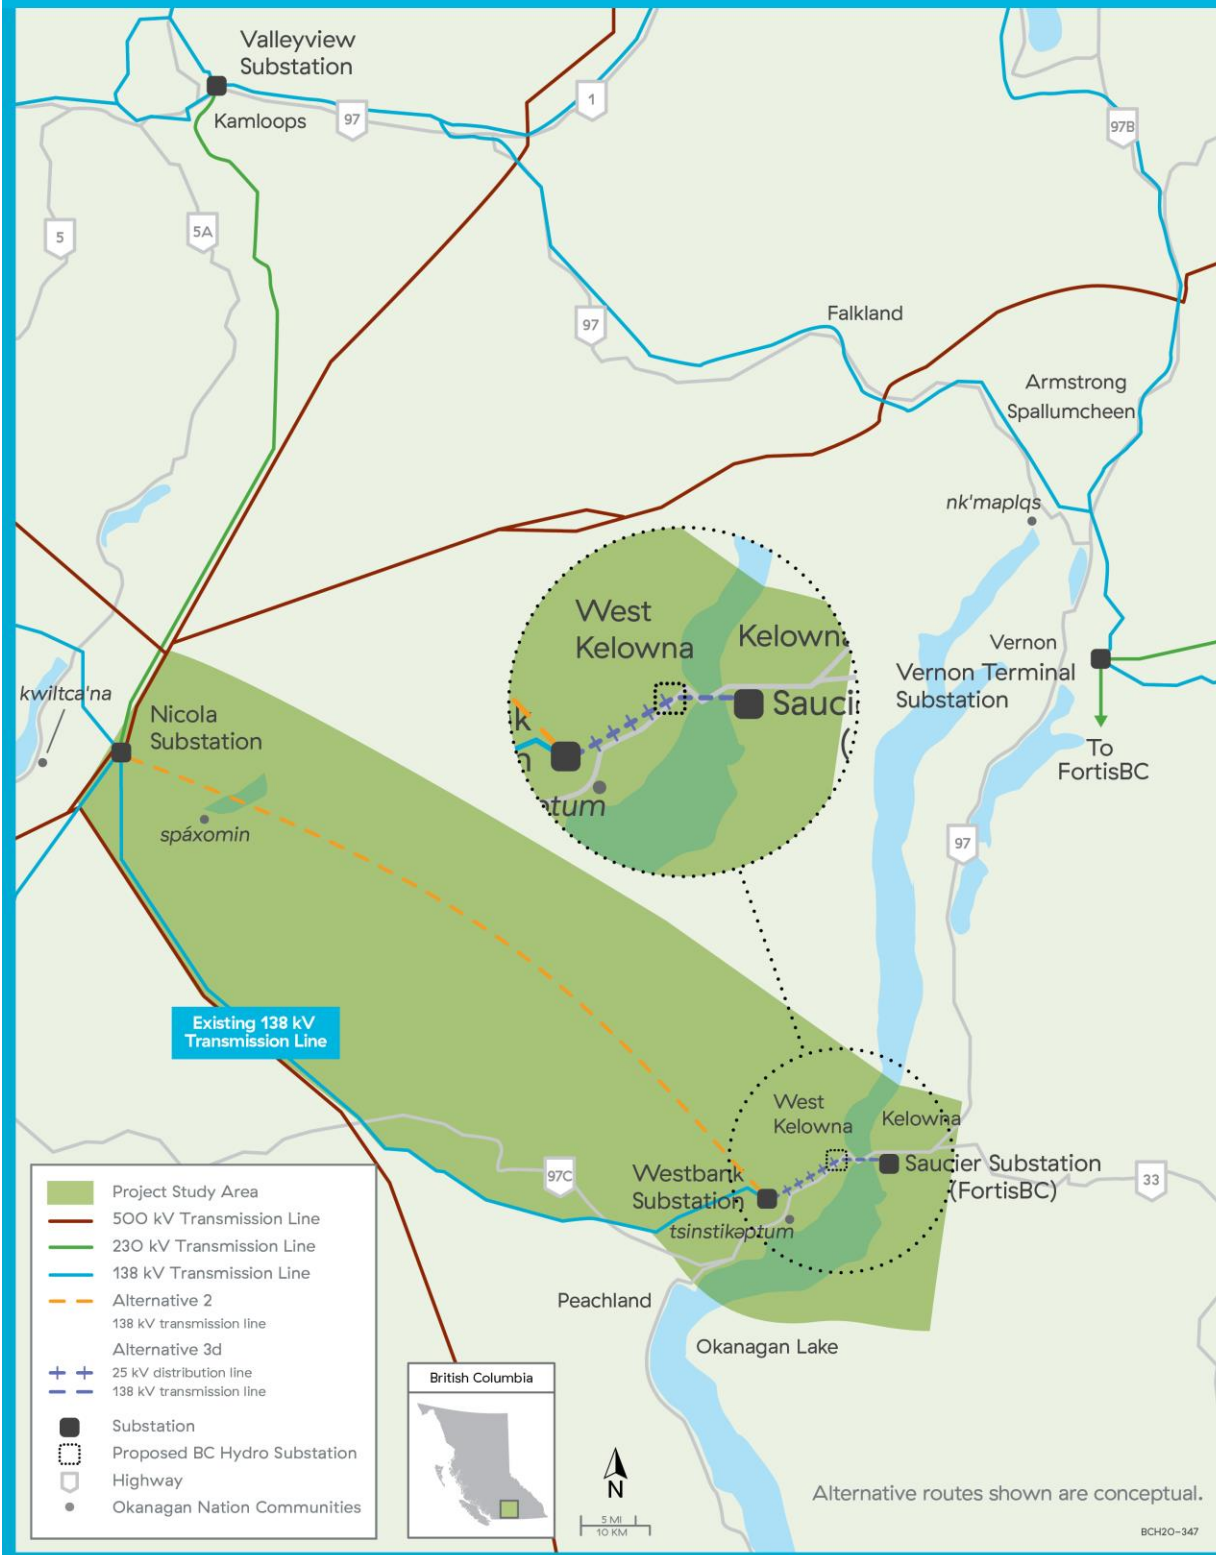 Valleyview
Substation
Kamloops
97
1
97B
5
5A
97
Falkland
Armstrong
Spallumcheen
nk'maplqs
West
Kelowna
Kelown
Sauci
(
k
n
ptum
Vernon
Vernon Terminal
Substation
To
FortisBC
kwiltca'na
Nicola
Substation
spáxomin
97
Existing 138 kV
Transmission Line
West
Kelowna
Kelowna
97C
Westbank
Substation
Saucier Substation
(FortisBC)
33
tsinstikəptum
Peachland
Okanagan Lake
Project Study Area
500 kV Transmission Line
230 kV Transmission Line
138 kV Transmission Line
Alternative 2
138 kV transmission line
Alternative 3d
25 kV distribution line
138 kV transmission line
Substation
Proposed BC Hydro Substation
Highway
Okanagan Nation Communities
British Columbia
N
5 MI
10 KM
Alternative routes shown are conceptual.
BCH20-347